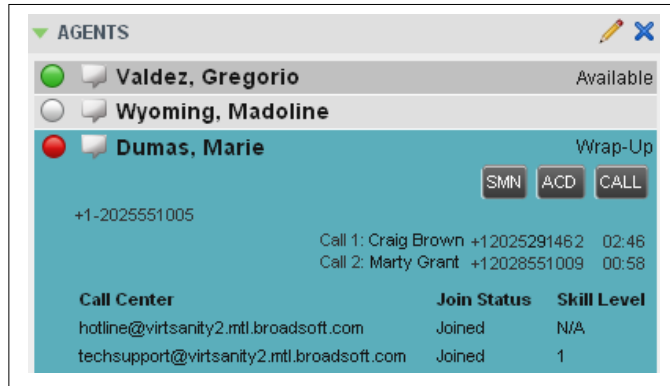 AGENTS
Valdez, Gregorio Available
Wyoming, Madoline
Dumas, Marie Wrap-Up
SMN ACD CALL
+1-2025551005
Call 1: Craig Brown +12025291462 02:46
Call 2: Marty Grant +12028551009 00:58
Call Center Join Status Skill Level
hotline@virtsanity2.mtl.broadsoft.com Joined N/A
techsupport@virtsanity2.mtl.broadsoft.com Joined 1